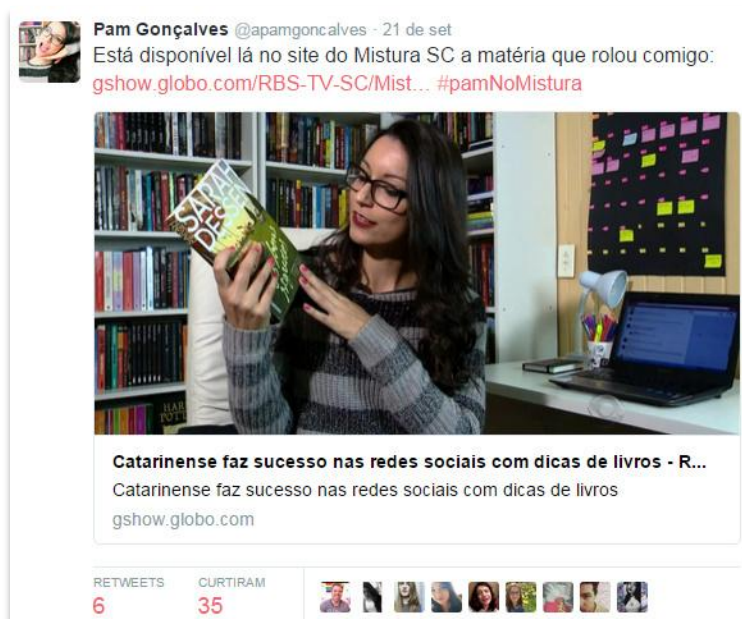 Pam Gonçalves @apamgoncalves · 21 de set
Está disponível lá no site do Mistura SC a matéria que rolou comigo:
gshow.globo.com/RBS-TV-SC/Mist... #pamNoMistura
SARAH
DESSEN
HARRY
POTTER
Catarinense faz sucesso nas redes sociais com dicas de livros - R...
Catarinense faz sucesso nas redes sociais com dicas de livros
gshow.globo.com
RETWEETS CURTIRAM
6 35